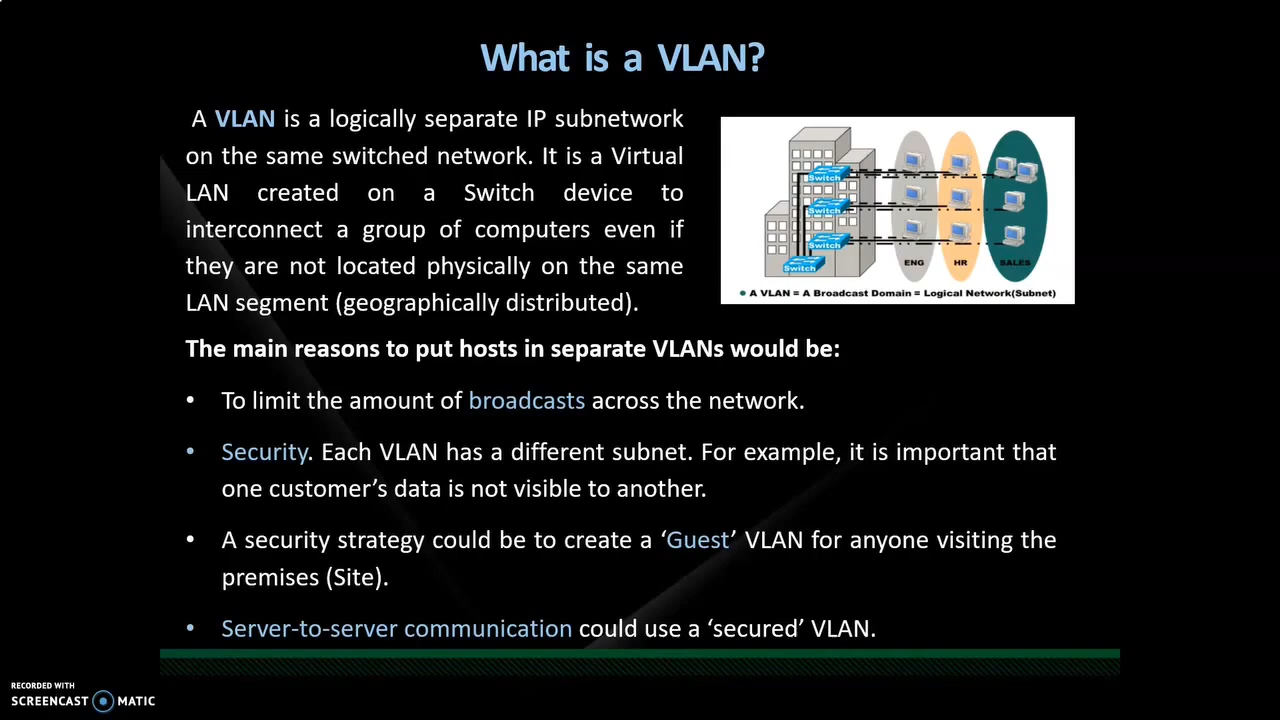 What is a VLAN?
A VLAN is a logically separate IP subnetwork
on the same switched network. It is a Virtual
LAN created on a Switch device to
interconnect a group of computers even if
they are not located physically on the same
LAN segment (geographically distributed).
Switch
Switch
Switch
Switch
ENG HR SALES
• A VLAN = A Broadcast Domain = Logical Network(Subnet)
The main reasons to put hosts in separate VLANs would be:
• To limit the amount of broadcasts across the network.
• Security. Each VLAN has a different subnet. For example, it is important that
one customer’s data is not visible to another.
• A security strategy could be to create a ‘Guest’ VLAN for anyone visiting the
premises (Site).
• Server-to-server communication could use a ‘secured’ VLAN.
RECORDED WITH
SCREENCAST MATIC